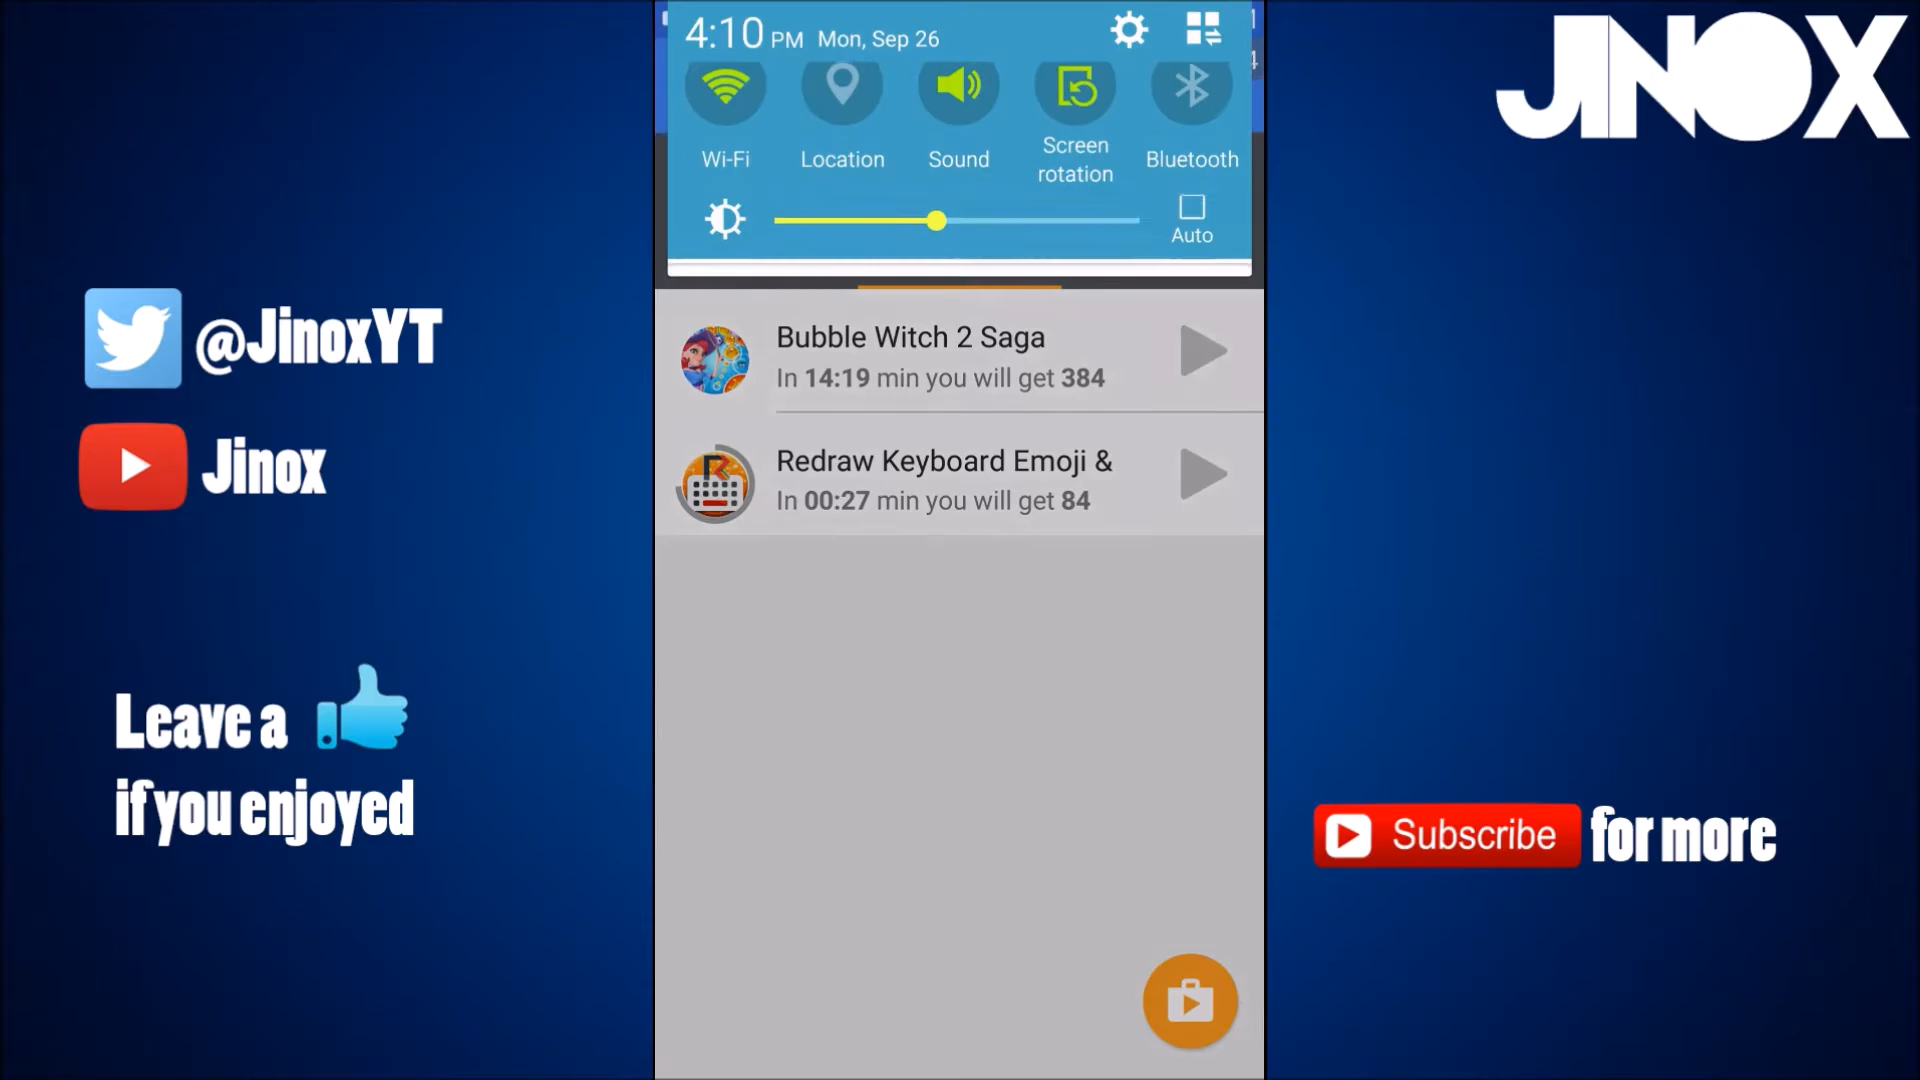 4:10 PM Mon, Sep 26
Wi-Fi
Location
Sound
Screen
rotation
Bluetooth
Auto
Bubble Witch 2 Saga
In 14:19 min you will get 384
Redraw Keyboard Emoji &
In 00:27 min you will get 84
@JinoxYT
Jinox
Leave a
if you enjoyed
JINOX
Subscribe for more